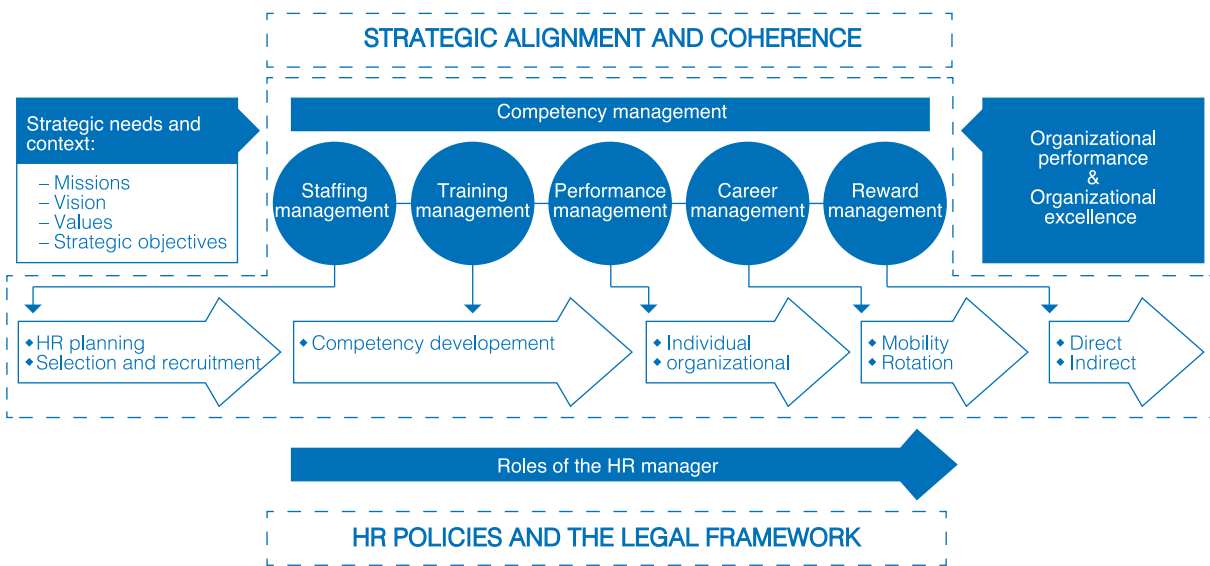 STRATEGIC ALIGNMENT AND COHERENCE
Competency management
Strategic needs and
context:
– Missions
– Vision
– Values
– Strategic objectives
Staffing
management
Training
management
Performance
management
Career
management
Reward
management
Organizational
performance
&
Organizational
excellence
◆ HR planning
◆ Selection and recruitment
◆ Competency developement
◆ Individual
◆ organizational
◆ Mobility
◆ Rotation
◆ Direct
◆ Indirect
Roles of the HR manager
HR POLICIES AND THE LEGAL FRAMEWORK